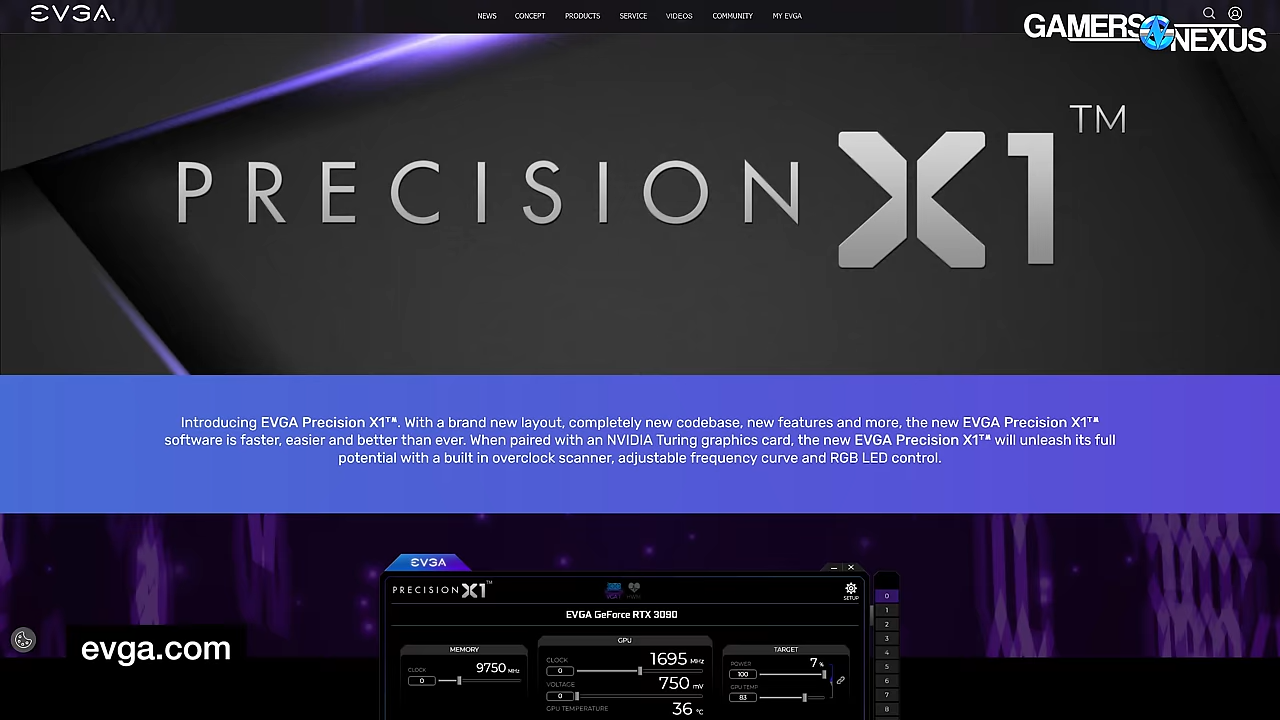 EVGA.
NEWS CONCEPT PRODUCTS SERVICE VIDEOS COMMUNITY MY EVGA
GAMERS NEXUS
PRECISION X1™
Introducing EVGA Precision X1™. With a brand new layout, completely new codebase, new features and more, the new EVGA Precision X1™
software is faster, easier and better than ever. When paired with an NVIDIA Turing graphics card, the new EVGA Precision X1™ will unleash its full
potential with a built in overclock scanner, adjustable frequency curve and RGB LED control.
EVGA
PRECISION X1™
SETUP
EVGA GeForce RTX 3090
MEMORY
CLOCK 9750 MHz
0
GPU
CLOCK 1695 MHz
0
VOLTAGE 750 mV
0
GPU TEMPERATURE 36 °C
TARGET
POWER 7 %
100
GPU TEMP
83
0
1
2
3
4
5
6
7
8
evga.com